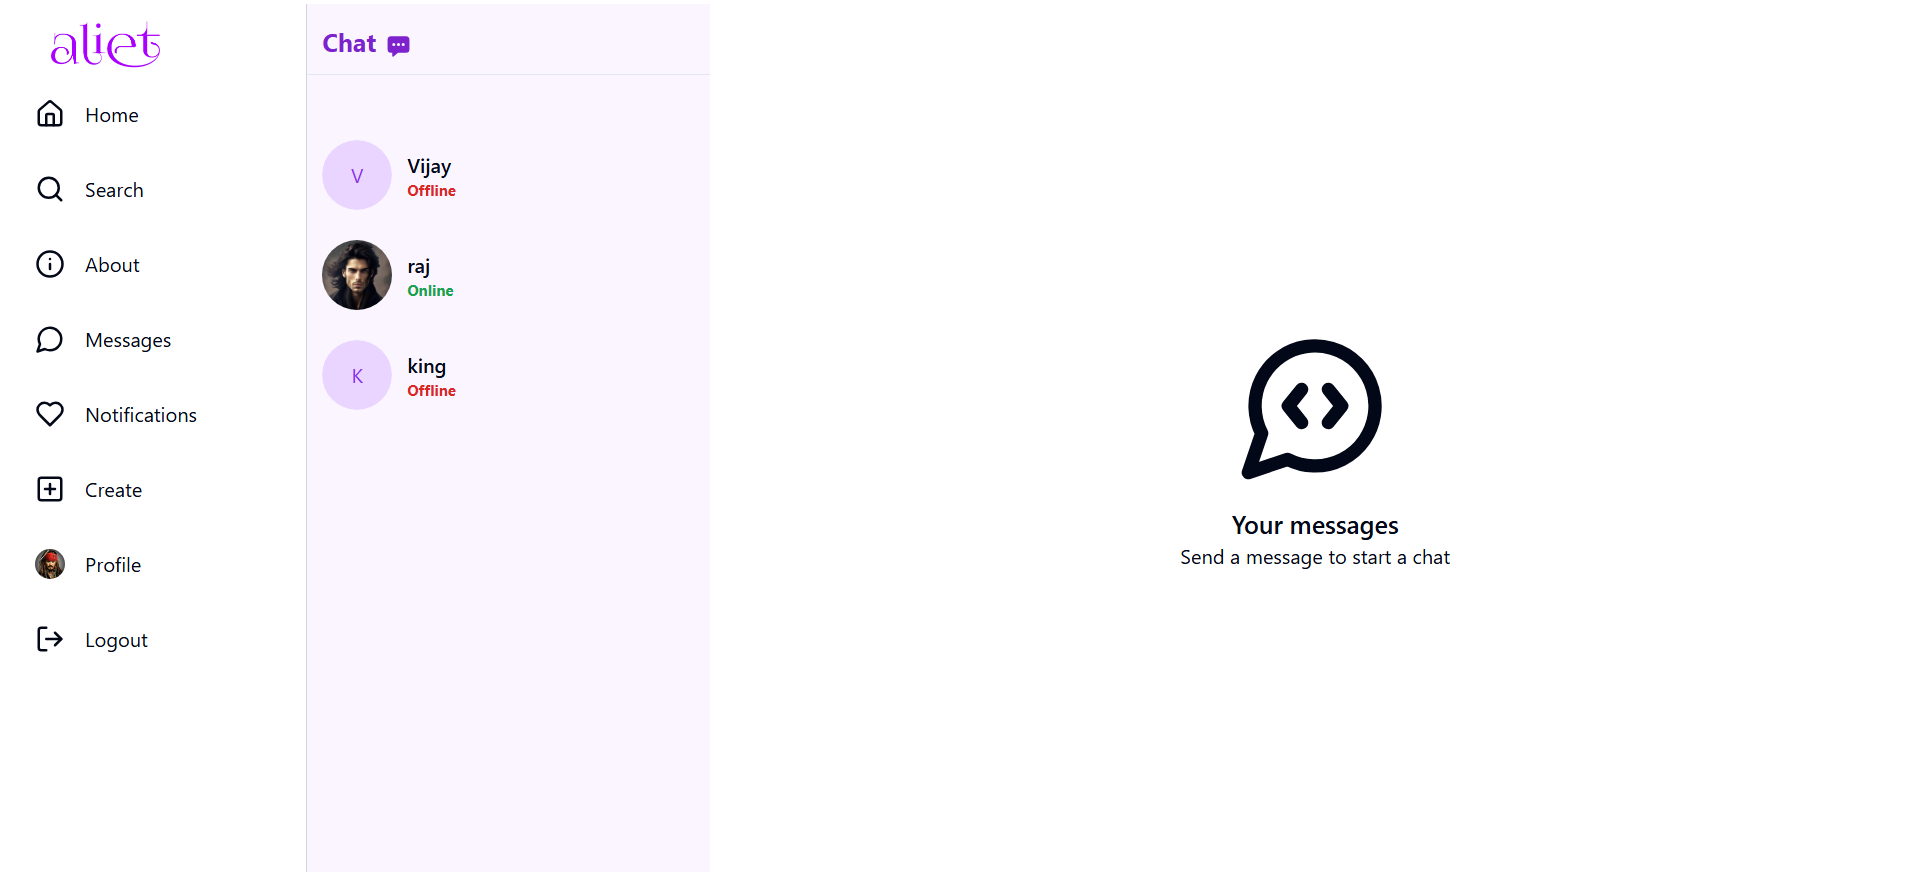 aliet
Home
Search
About
Messages
Notifications
Create
Profile
Logout
Chat
V
Vijay
Offline
raj
Online
K
king
Offline
Your messages
Send a message to start a chat